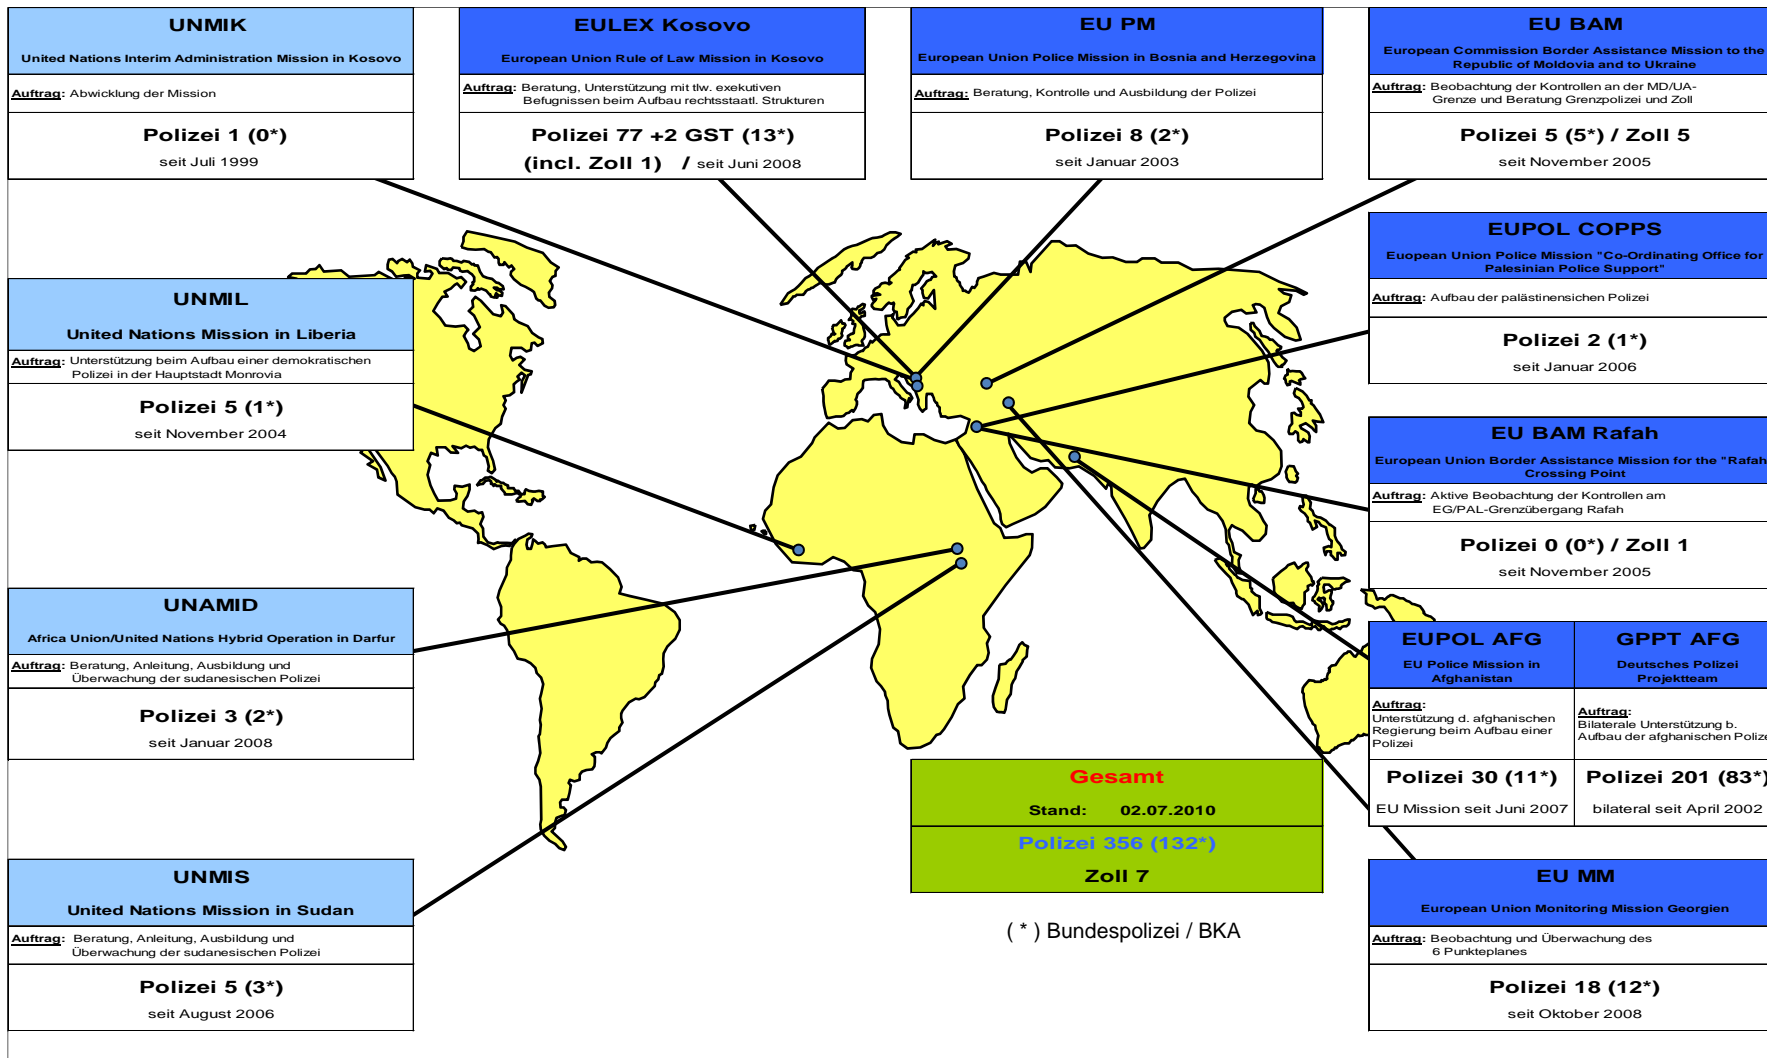 UNMIK
United Nations Interim Administration Mission in Kosovo
Auftrag: Abwicklung der Mission
Polizei 1 (0*)
seit Juli 1999
EULEX Kosovo
European Union Rule of Law Mission in Kosovo
Auftrag: Beratung, Unterstützung mit tlw. exekutiven
Befugnissen beim Aufbau rechtsstaatl. Strukturen
Polizei 77 +2 GST (13*)
(incl. Zoll 1) / seit Juni 2008
EU PM
European Union Police Mission in Bosnia and Herzegovina
Auftrag: Beratung, Kontrolle und Ausbildung der Polizei
Polizei 8 (2*)
seit Januar 2003
EU BAM
European Commission Border Assistance Mission to the
Republic of Moldovia and to Ukraine
Auftrag: Beobachtung der Kontrollen an der MD/UA-
Grenze und Beratung Grenzpolizei und Zoll
Polizei 5 (5*) / Zoll 5
seit November 2005
EUPOL COPPS
Euopean Union Police Mission "Co-Ordinating Office for
Palesinian Police Support"
Auftrag: Aufbau der palästinensichen Polizei
Polizei 2 (1*)
seit Januar 2006
UNMIL
United Nations Mission in Liberia
Auftrag: Unterstützung beim Aufbau einer demokratischen
Polizei in der Hauptstadt Monrovia
Polizei 5 (1*)
seit November 2004
EU BAM Rafah
European Union Border Assistance Mission for the "Rafah
Crossing Point
Auftrag: Aktive Beobachtung der Kontrollen am
EG/PAL-Grenzübergang Rafah
Polizei 0 (0*) / Zoll 1
seit November 2005
UNAMID
Africa Union/United Nations Hybrid Operation in Darfur
Auftrag: Beratung, Anleitung, Ausbildung und
Überwachung der sudanesischen Polizei
Polizei 3 (2*)
seit Januar 2008
EUPOL AFG
EU Police Mission in
Afghanistan
Auftrag:
Unterstützung d. afghanischen
Regierung beim Aufbau einer
Polizei
Polizei 30 (11*)
EU Mission seit Juni 2007
GPPT AFG
Deutsches Polizei
Projektteam
Auftrag:
Bilaterale Unterstützung b.
Aufbau der afghanischen Polize
Polizei 201 (83*)
bilateral seit April 2002
Gesamt
Stand: 02.07.2010
Polizei 356 (132*)
Zoll 7
( * ) Bundespolizei / BKA
UNMIS
United Nations Mission in Sudan
Auftrag: Beratung, Anleitung, Ausbildung und
Überwachung der sudanesischen Polizei
Polizei 5 (3*)
seit August 2006
EU MM
European Union Monitoring Mission Georgien
Auftrag: Beobachtung und Überwachung des
6 Punkteplanes
Polizei 18 (12*)
seit Oktober 2008